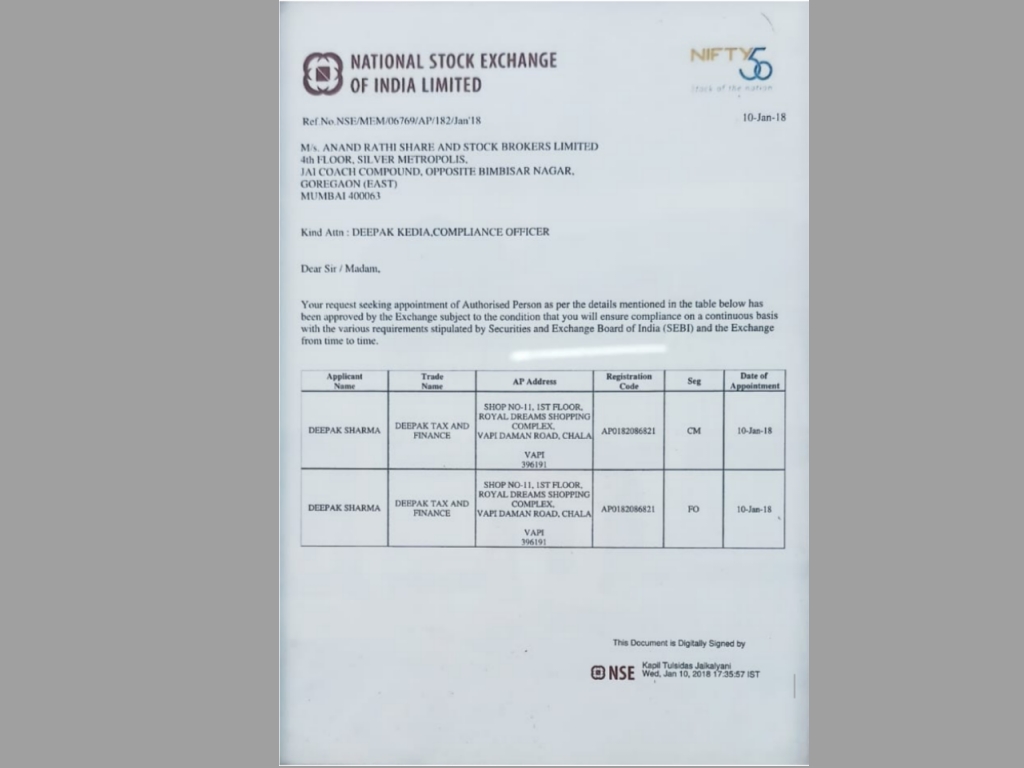 NATIONAL STOCK EXCHANGE
OF INDIA LIMITED
NIFTY 50
Stock of the nation
Ref.No.NSE/MEM/06769/AP/182/Jan'18
10-Jan-18
M/s. ANAND RATHI SHARE AND STOCK BROKERS LIMITED
4th FLOOR, SILVER METROPOLIS,
JAI COACH COMPOUND, OPPOSITE BIMBISAR NAGAR,
GOREGAON (EAST)
MUMBAI 400063
Kind Attn : DEEPAK KEDIA,COMPLIANCE OFFICER
Dear Sir / Madam,
Your request seeking appointment of Authorised Person as per the details mentioned in the table below has
been approved by the Exchange subject to the condition that you will ensure compliance on a continuous basis
with the various requirements stipulated by Securities and Exchange Board of India (SEBI) and the Exchange
from time to time.
Applicant Name Trade Name AP Address Registration Code Seg Date of Appointment
DEEPAK SHARMA DEEPAK TAX AND FINANCE
SHOP NO-11, 1ST FLOOR,
ROYAL DREAMS SHOPPING
COMPLEX,
VAPI DAMAN ROAD, CHALA
VAPI
396191
AP0182086821 CM 10-Jan-18
DEEPAK SHARMA DEEPAK TAX AND FINANCE
SHOP NO-11, 1ST FLOOR,
ROYAL DREAMS SHOPPING
COMPLEX,
VAPI DAMAN ROAD, CHALA
VAPI
396191
AP0182086821 FO 10-Jan-18
This Document is Digitally Signed by
NSE
Kapil Tulsidas Jaikalyani
Wed, Jan 10, 2018 17:35:57 IST